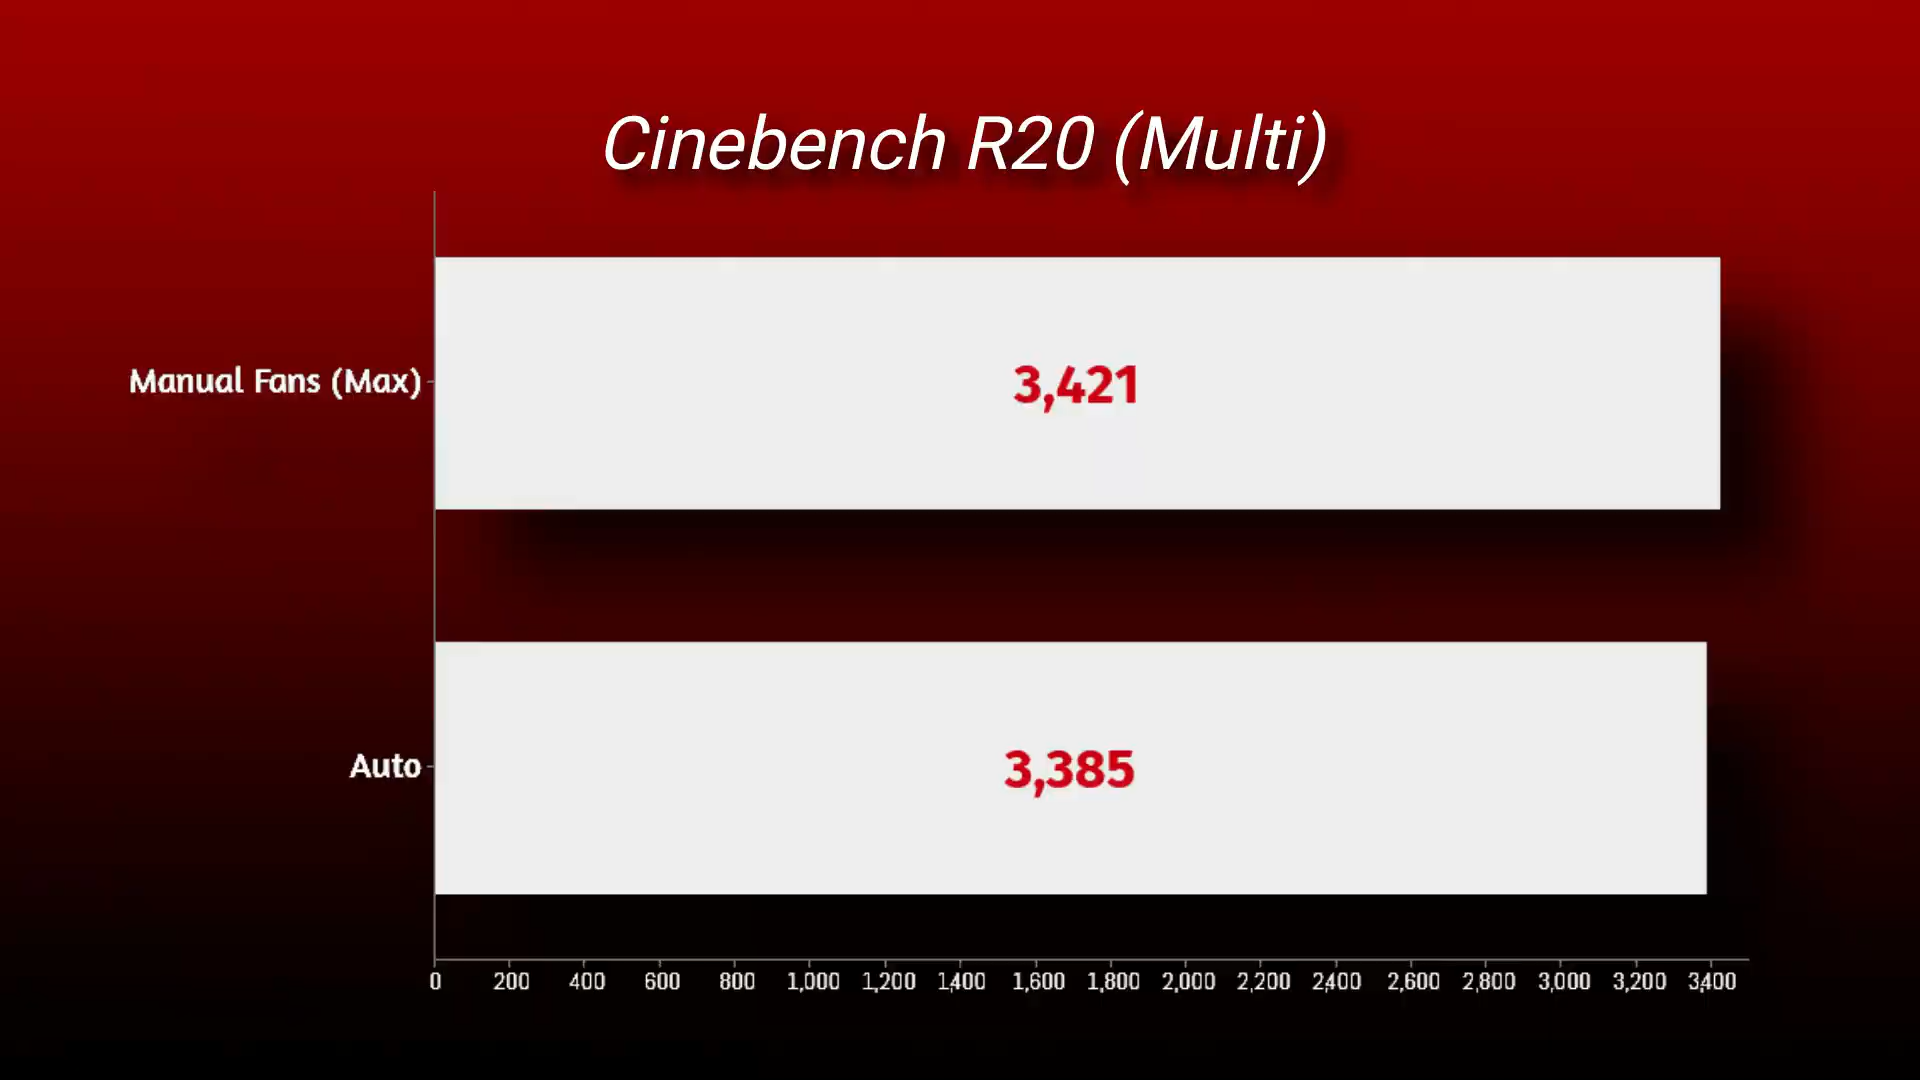 Cinebench R20 (Multi)
Manual Fans (Max)
3,421
Auto
3,385
0 200 400 600 800 1,000 1,200 1,400 1,600 1,800 2,000 2,200 2,400 2,600 2,800 3,000 3,200 3,400